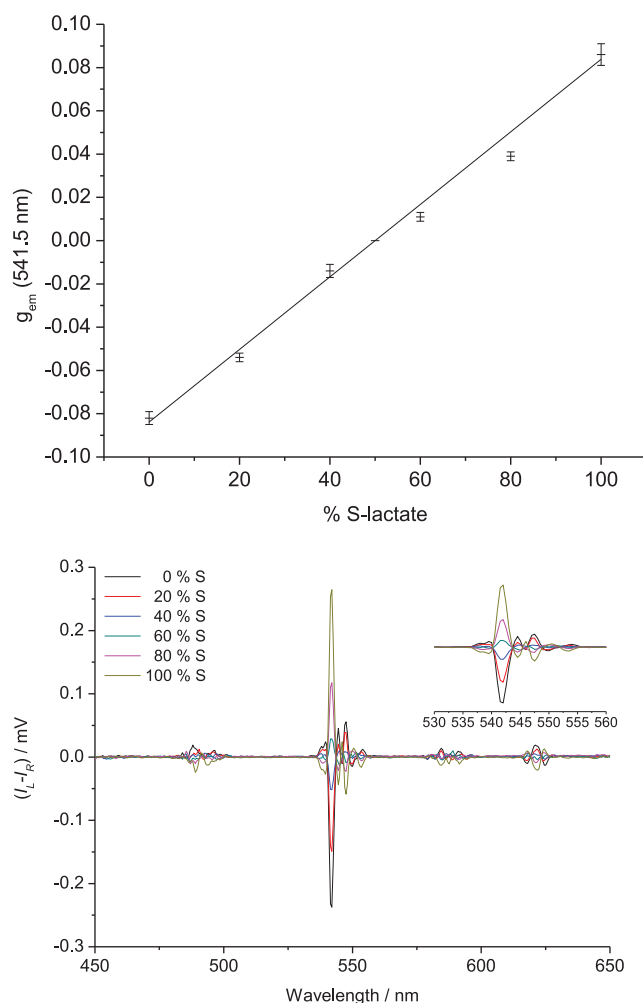 0.10
0.08
0.06
0.04
0.02
0.00
-0.02
-0.04
-0.06
-0.08
-0.10
g_em (541.5 nm)
0 20 40 60 80 100
% S-lactate
0.3
0.2
0.1
0.0
-0.1
-0.2
-0.3
(I_L-I_R) / mV
0 % S
20 % S
40 % S
60 % S
80 % S
100 % S
530 535 540 545 550 555 560
450 500 550 600 650
Wavelength / nm